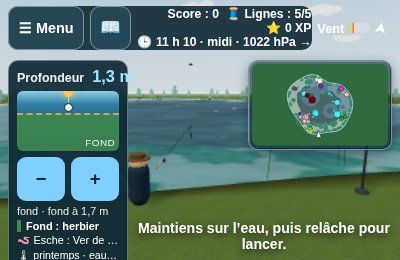 Score : 0 🧵 Lignes : 5/5
☰ Menu 📖 ⭐ 0 XP Vent
🕒 11 h 10 · midi · 1022 hPa →
Profondeur 1,3 m
FOND
− +
fond · fond à 1,7 m
Fond : herbier
Esche : Ver de ...
printemps · eau...
Maintiens sur l’eau, puis relâche pour
lancer.